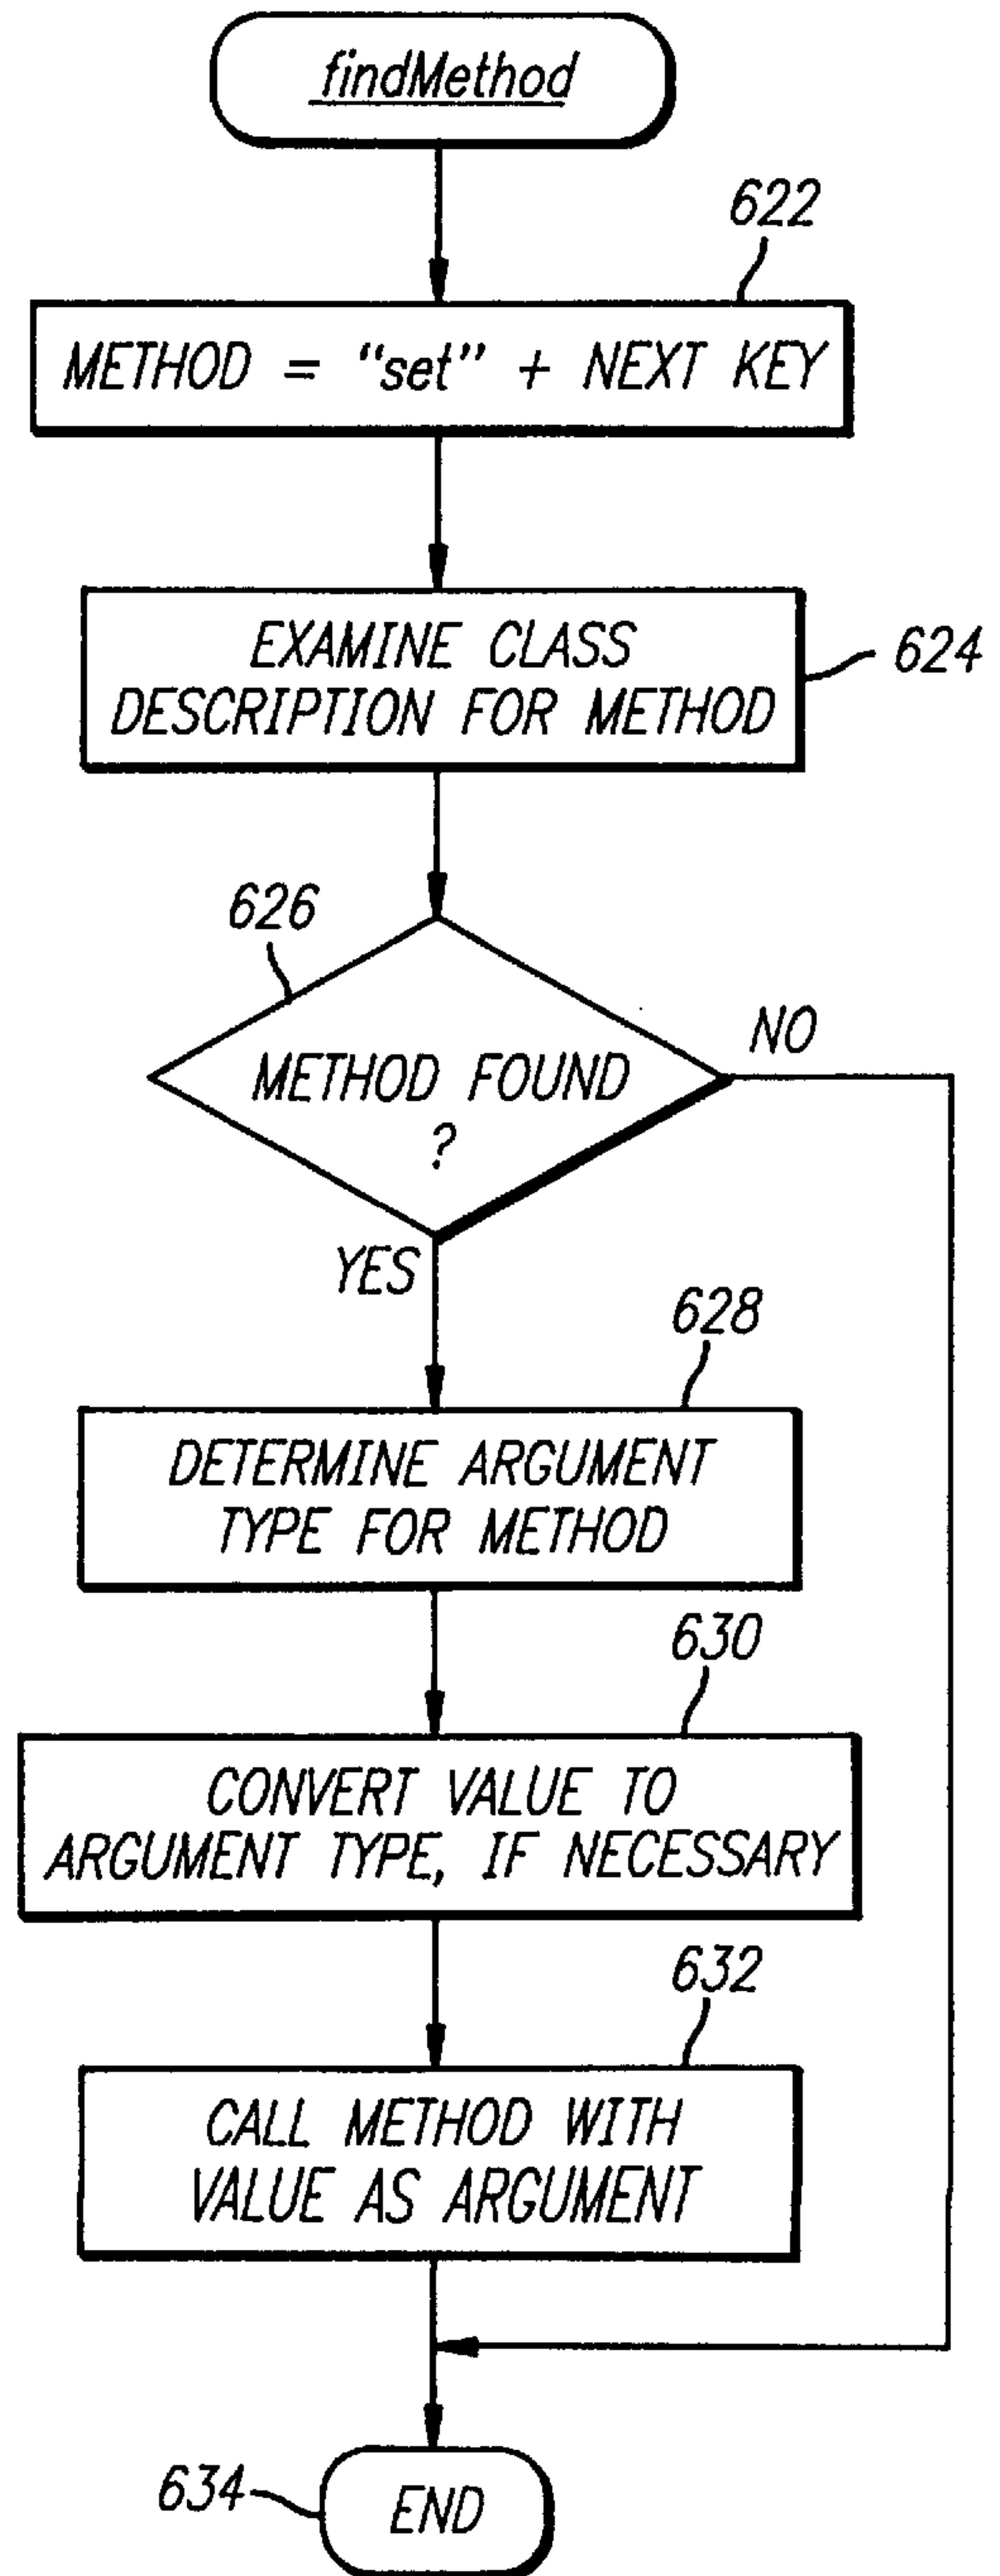 findMethod
622
METHOD = "set" + NEXT KEY
EXAMINE CLASS
DESCRIPTION FOR METHOD
624
626
METHOD FOUND
?
NO
YES
628
DETERMINE ARGUMENT
TYPE FOR METHOD
630
CONVERT VALUE TO
ARGUMENT TYPE, IF NECESSARY
632
CALL METHOD WITH
VALUE AS ARGUMENT
634
END